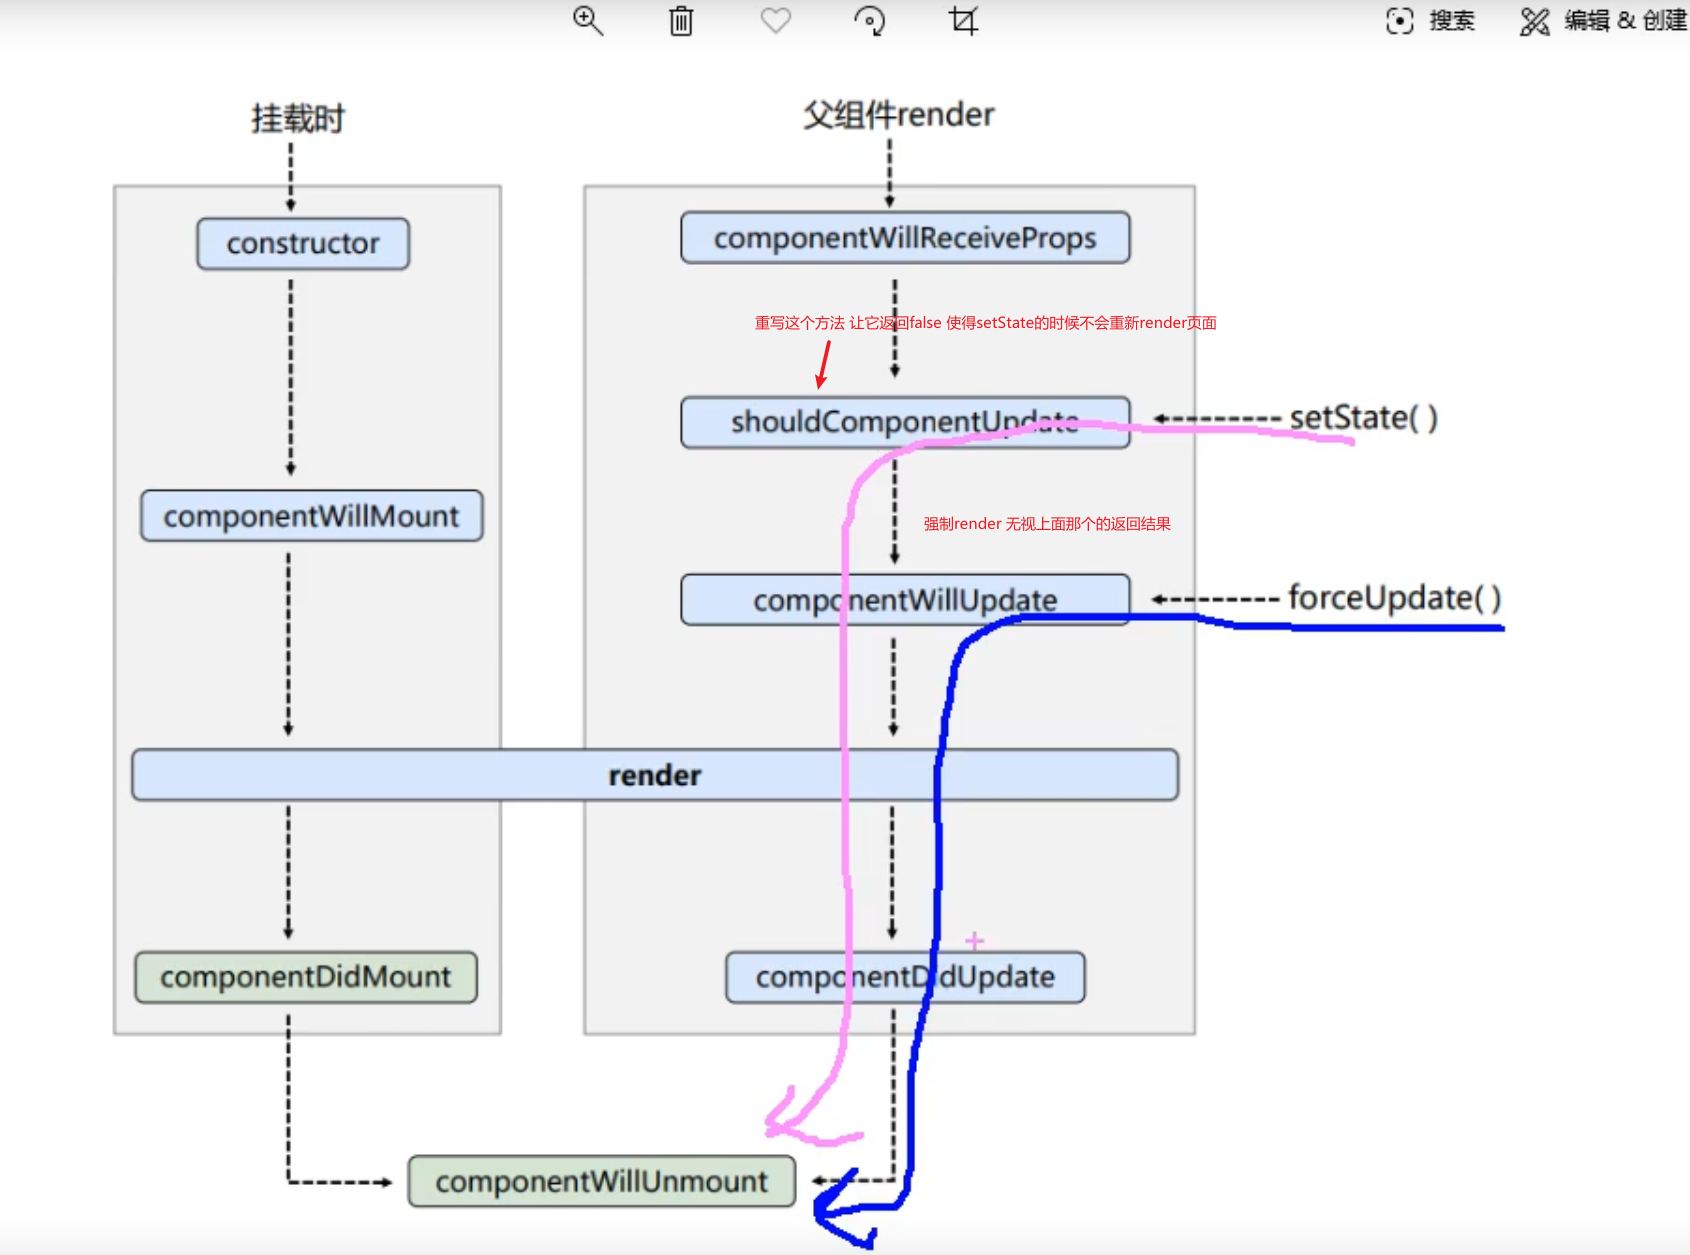 搜索
编辑 & 创建
挂载时
父组件render
constructor
componentWillReceiveProps
重写这个方法 让它返回false 使得setState的时候不会重新render页面
shouldComponentUpdate
setState( )
componentWillMount
强制render 无视上面那个的返回结果
componentWillUpdate
forceUpdate( )
render
componentDidMount
componentDidUpdate
componentWillUnmount